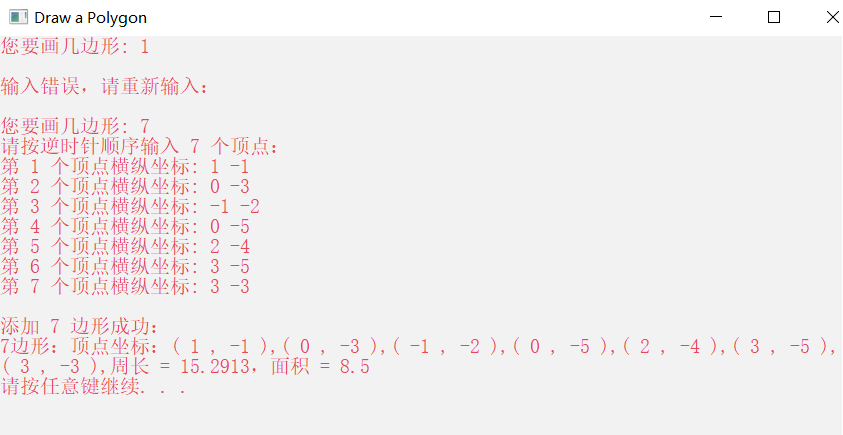 Draw a Polygon
您要画几边形: 1
输入错误，请重新输入:
您要画几边形: 7
请按逆时针顺序输入 7 个顶点:
第 1 个顶点横纵坐标: 1 -1
第 2 个顶点横纵坐标: 0 -3
第 3 个顶点横纵坐标: -1 -2
第 4 个顶点横纵坐标: 0 -5
第 5 个顶点横纵坐标: 2 -4
第 6 个顶点横纵坐标: 3 -5
第 7 个顶点横纵坐标: 3 -3
添加 7 边形成功:
7边形: 顶点坐标: ( 1 , -1 ),( 0 , -3 ),( -1 , -2 ),( 0 , -5 ),( 2 , -4 ),( 3 , -5 ),
( 3 , -3 ),周长 = 15.2913, 面积 = 8.5
请按任意键继续. . .